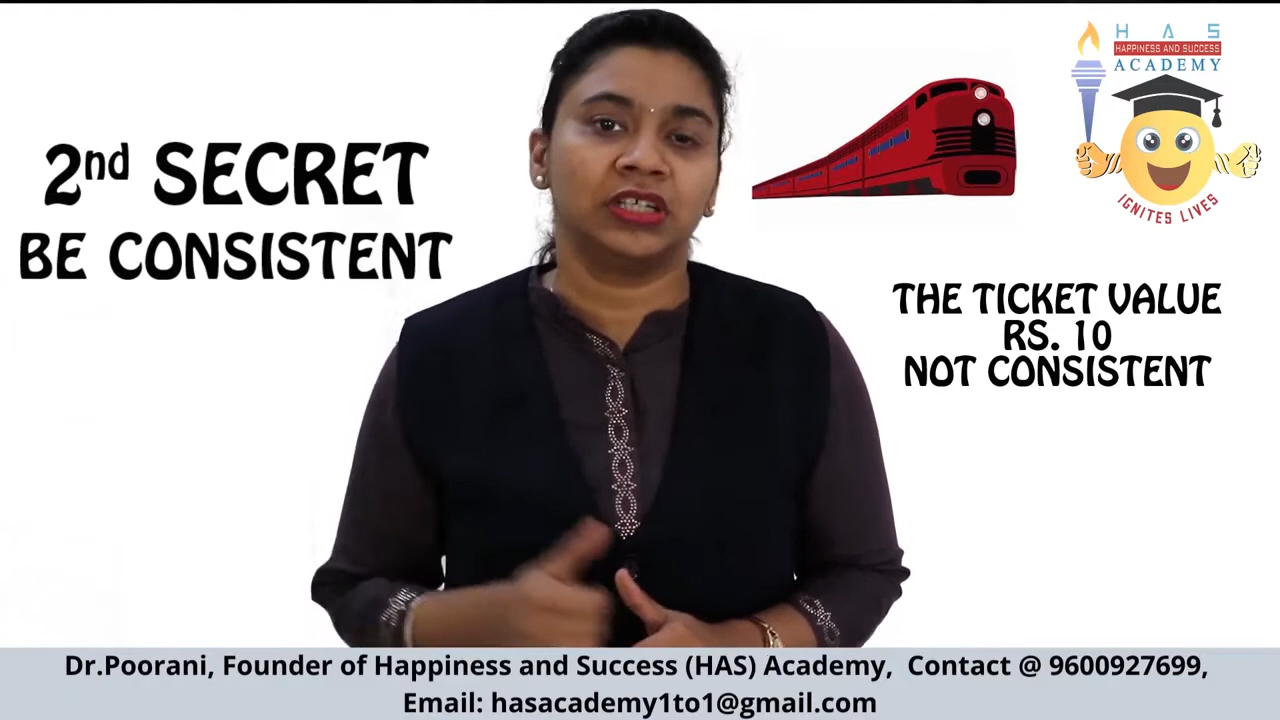 2nd SECRET
BE CONSISTENT
H A S
HAPPINESS AND SUCCESS
ACADEMY
IGNITES LIVES
THE TICKET VALUE
RS. 10
NOT CONSISTENT
Dr.Poorani, Founder of Happiness and Success (HAS) Academy, Contact @ 9600927699,
Email: hasacademy1to1@gmail.com